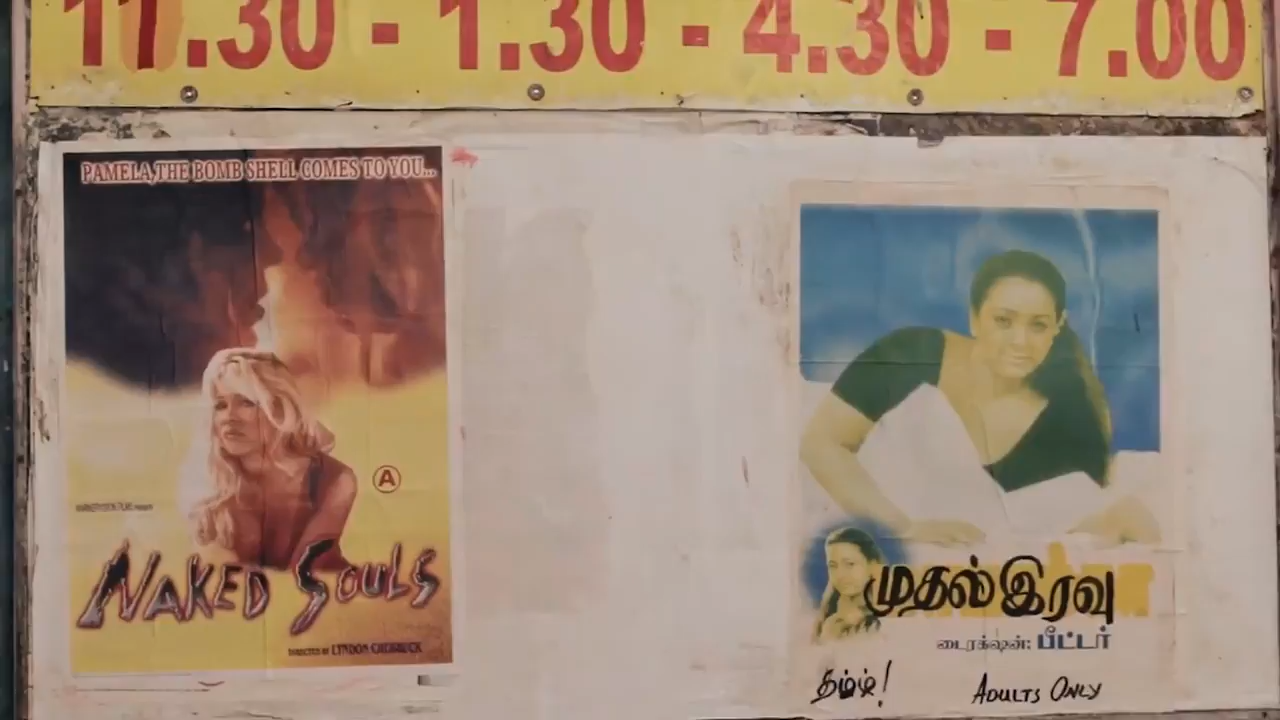 11.30 - 1.30 - 4.30 - 7.00
PAMELA, THE BOMB SHELL COMES TO YOU...
A
NAKED SOULS
DIRECTED BY LYNDON CHUBBUCK
முதல் இரவு
டைரக்ஷன்: பீட்டர்
தமிழ்!
ADULTS ONLY